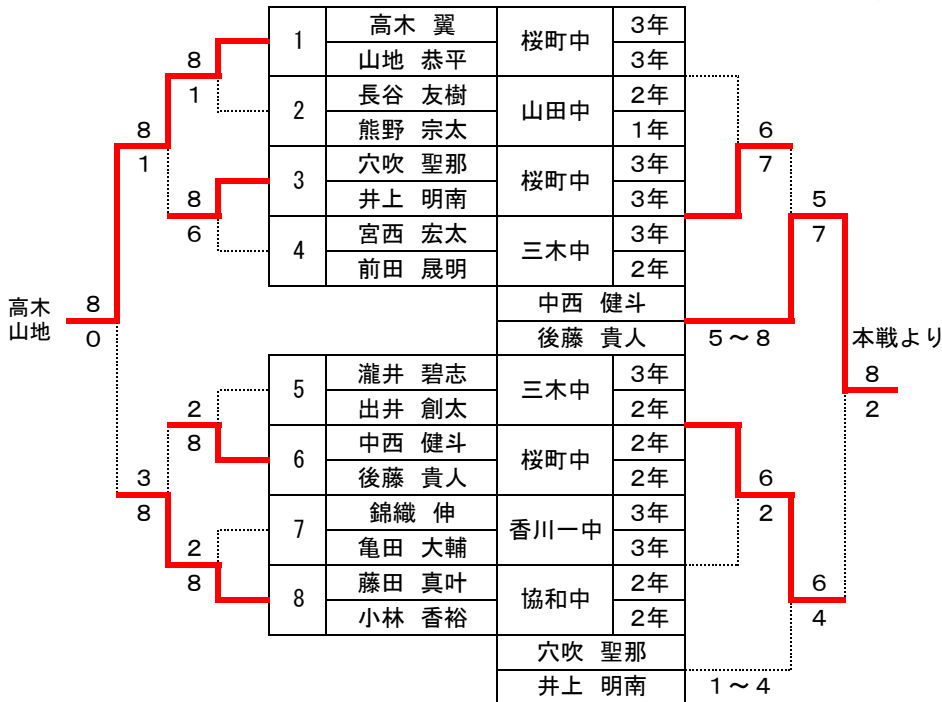 1 高木 翼 桜町中 3年
山地 恭平 3年
8
1
2 長谷 友樹 山田中 2年
熊野 宗太 1年
8
1
6
7
3 穴吹 聖那 桜町中 3年
井上 明南 3年
8
6
5
7
4 宮西 宏太 三木中 3年
前田 晟明 2年
高木
山地
8
0
中西 健斗
後藤 貴人
5～8
本戦より
8
2
5 瀧井 碧志 三木中 3年
出井 創太 2年
2
8
6 中西 健斗 桜町中 2年
後藤 貴人 2年
3
8
6
2
7 錦織 伸 香川一中 3年
亀田 大輔 3年
2
8
8 藤田 真叶 協和中 2年
小林 香裕 2年
6
4
穴吹 聖那
井上 明南
1～4